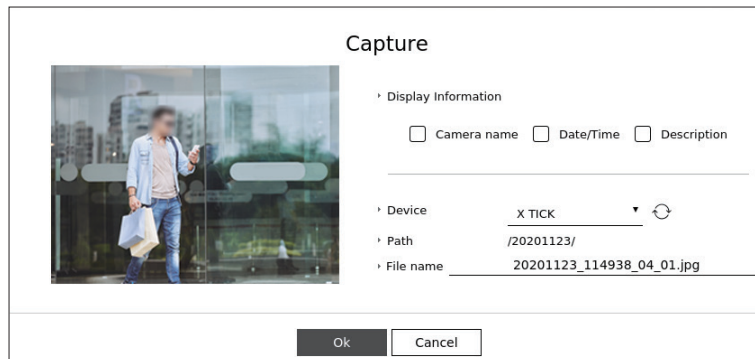 Capture
Display Information
Camera name Date/Time Description
Device X TICK
Path /20201123/
File name 20201123_114938_04_01.jpg
Ok Cancel